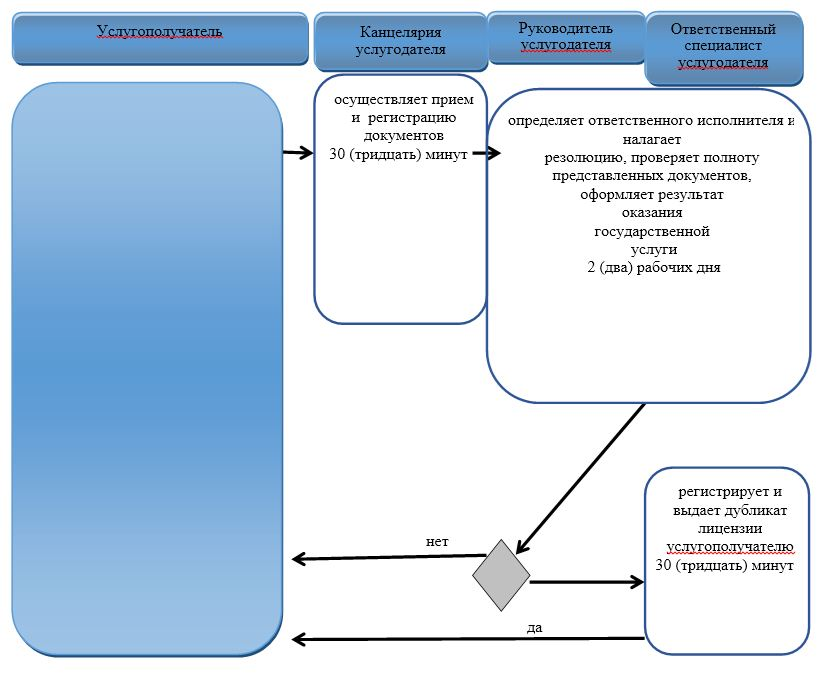 Услугополучатель
Канцелярия
услугодателя
Руководитель
услугодателя
Ответственный
специалист
услугодателя
осуществляет прием
и регистрацию
документов
30 (тридцать) минут
определяет ответственного исполнителя и
налагает
резолюцию, проверяет полноту
представленных документов,
оформляет результат
оказания
государственной
услуги
2 (два) рабочих дня
регистрирует и
выдает дубликат
лицензии
услугополучателю
30 (тридцать) минут
нет
да